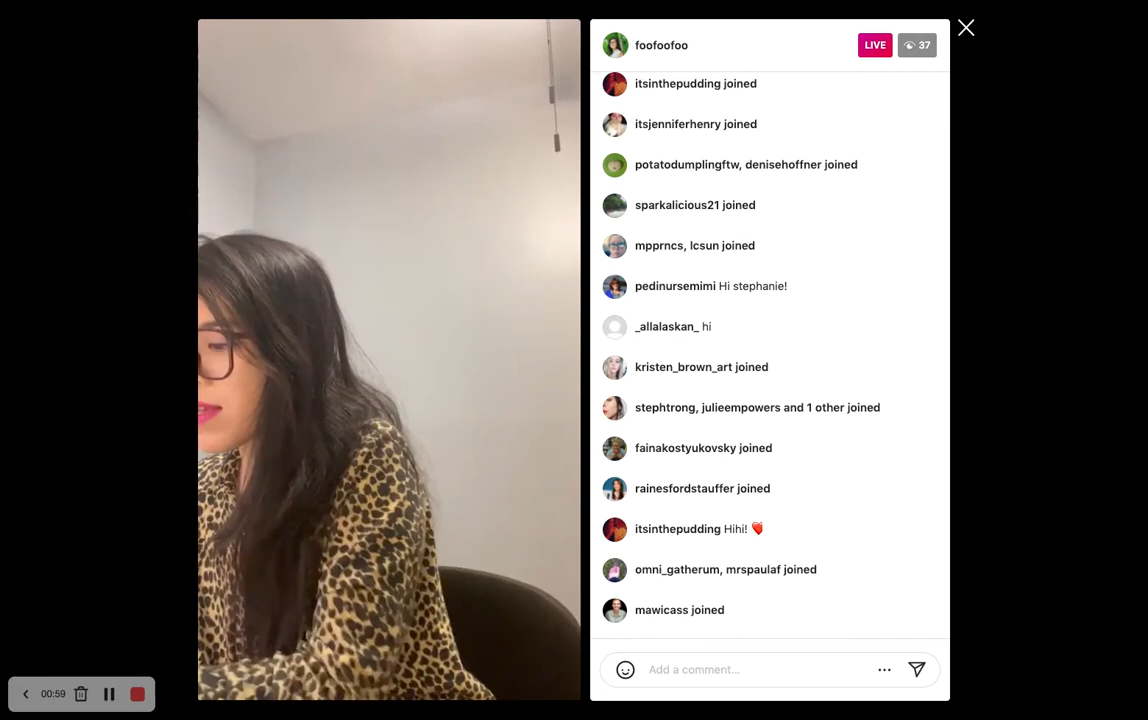 foofoofoo
LIVE 37
itsinthepudding joined
itsjenniferhenry joined
potatodumplingftw, denisehoffner joined
sparkalicious21 joined
mpprncs, lcsun joined
pedinursemimi Hi stephanie!
_allalaskan_ hi
kristen_brown_art joined
stephtrong, julieempowers and 1 other joined
fainakostyukovsky joined
rainesfordstauffer joined
itsinthepudding Hihi! ❤️
omni_gatherum, mrspaulaf joined
mawicass joined
Add a comment...
00:59